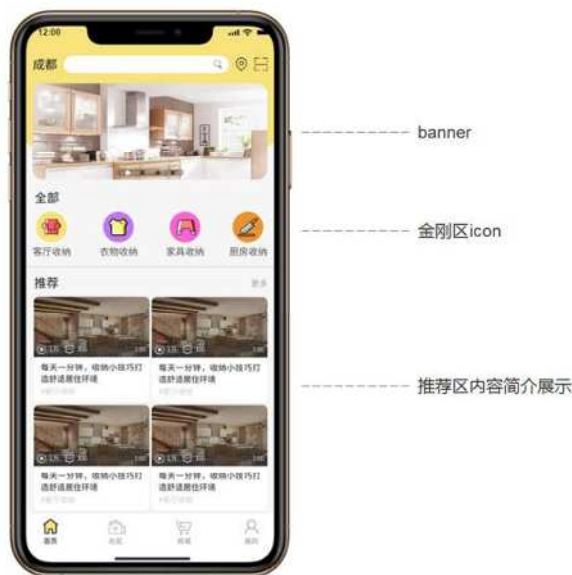 12:00
成都
banner
全部
客厅收纳
衣物收纳
家具收纳
厨房收纳
金刚区icon
推荐
更多
每天一分钟，收纳小技巧打
造舒适居住环境
每天一分钟，收纳小技巧打
造舒适居住环境
推荐区内容简介展示
每天一分钟，收纳小技巧打
造舒适居住环境
每天一分钟，收纳小技巧打
造舒适居住环境
首页
商城
我的